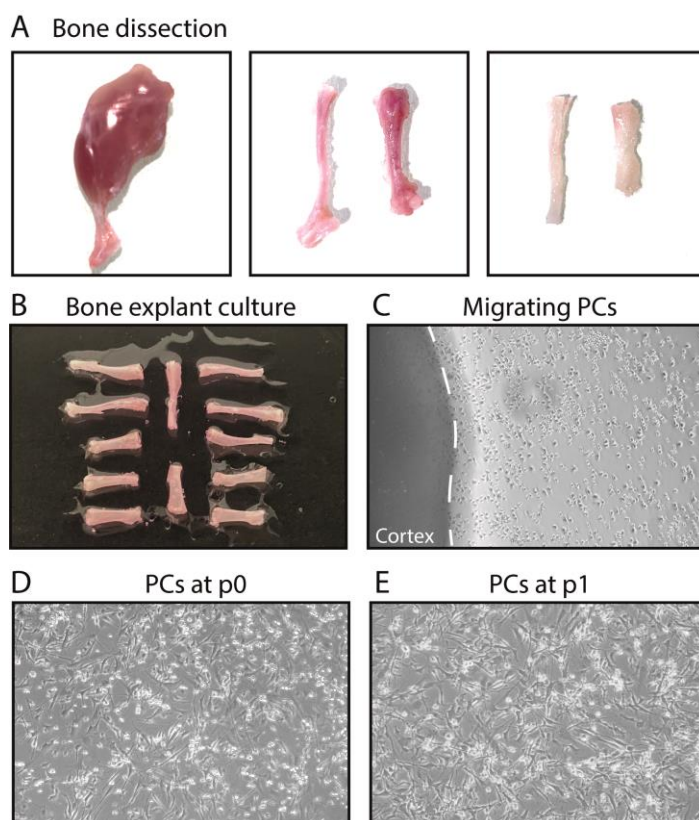 A Bone dissection
B Bone explant culture
C Migrating PCs
Cortex
D PCs at p0
E PCs at p1